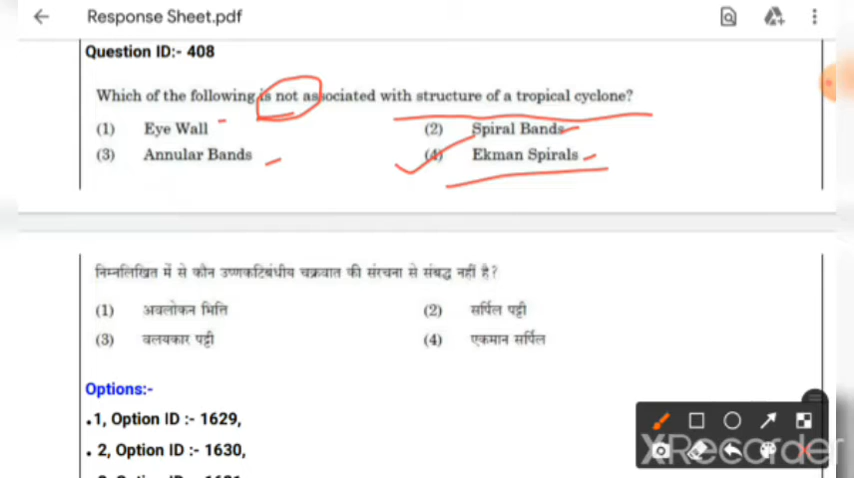 Response Sheet.pdf
Question ID:- 408
Which of the following is not associated with structure of a tropical cyclone?
(1) Eye Wall (2) Spiral Bands
(3) Annular Bands (4) Ekman Spirals
निम्नलिखित में से कौन उष्णकटिबंधीय चक्रवात की संरचना से संबद्ध नहीं है?
(1) अवलोकन भित्ति (2) सर्पिल पट्टी
(3) वलयकार पट्टी (4) एकमान सर्पिल
Options:-
.1, Option ID :- 1629,
. 2, Option ID :- 1630,
XRecorder